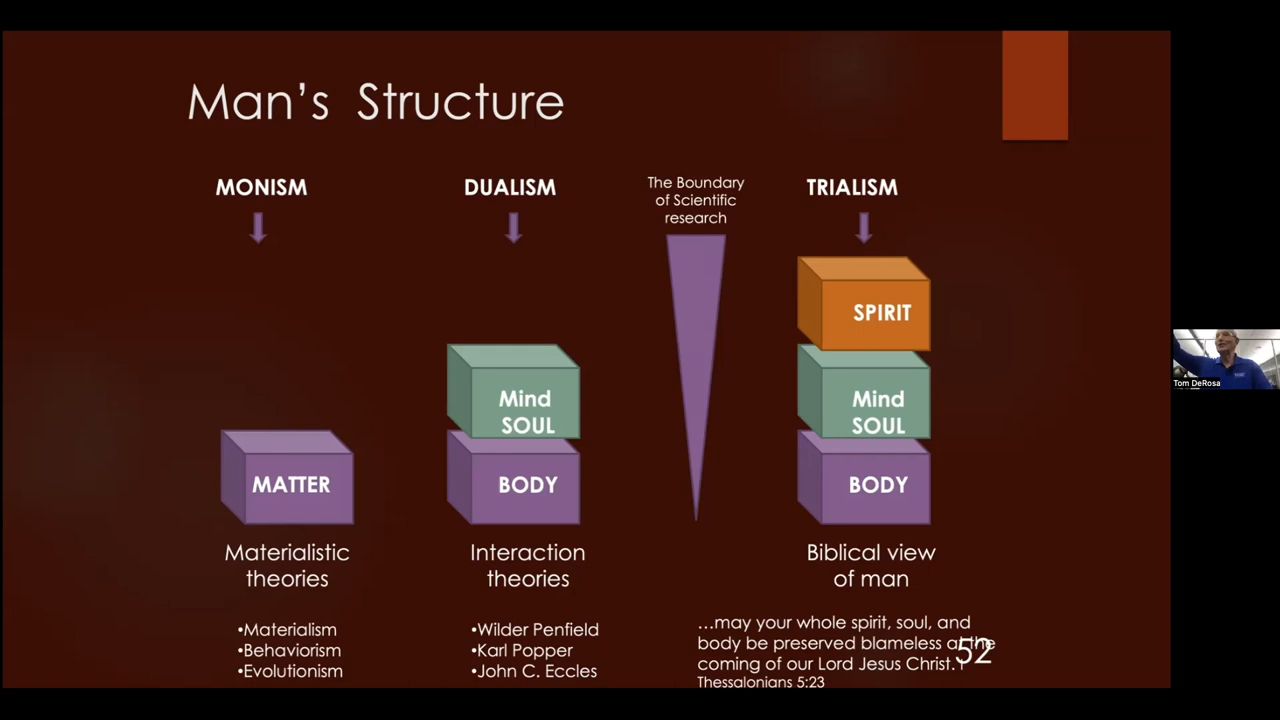 Man's Structure
MONISM
DUALISM
The Boundary
of Scientific
research
TRIALISM
SPIRIT
Mind
SOUL
Mind
SOUL
MATTER
BODY
BODY
Materialistic
theories
Interaction
theories
Biblical view
of man
•Materialism
•Behaviorism
•Evolutionism
•Wilder Penfield
•Karl Popper
•John C. Eccles
…may your whole spirit, soul, and
body be preserved blameless at the
coming of our Lord Jesus Christ.1
Thessalonians 5:23
52
Tom DeRosa